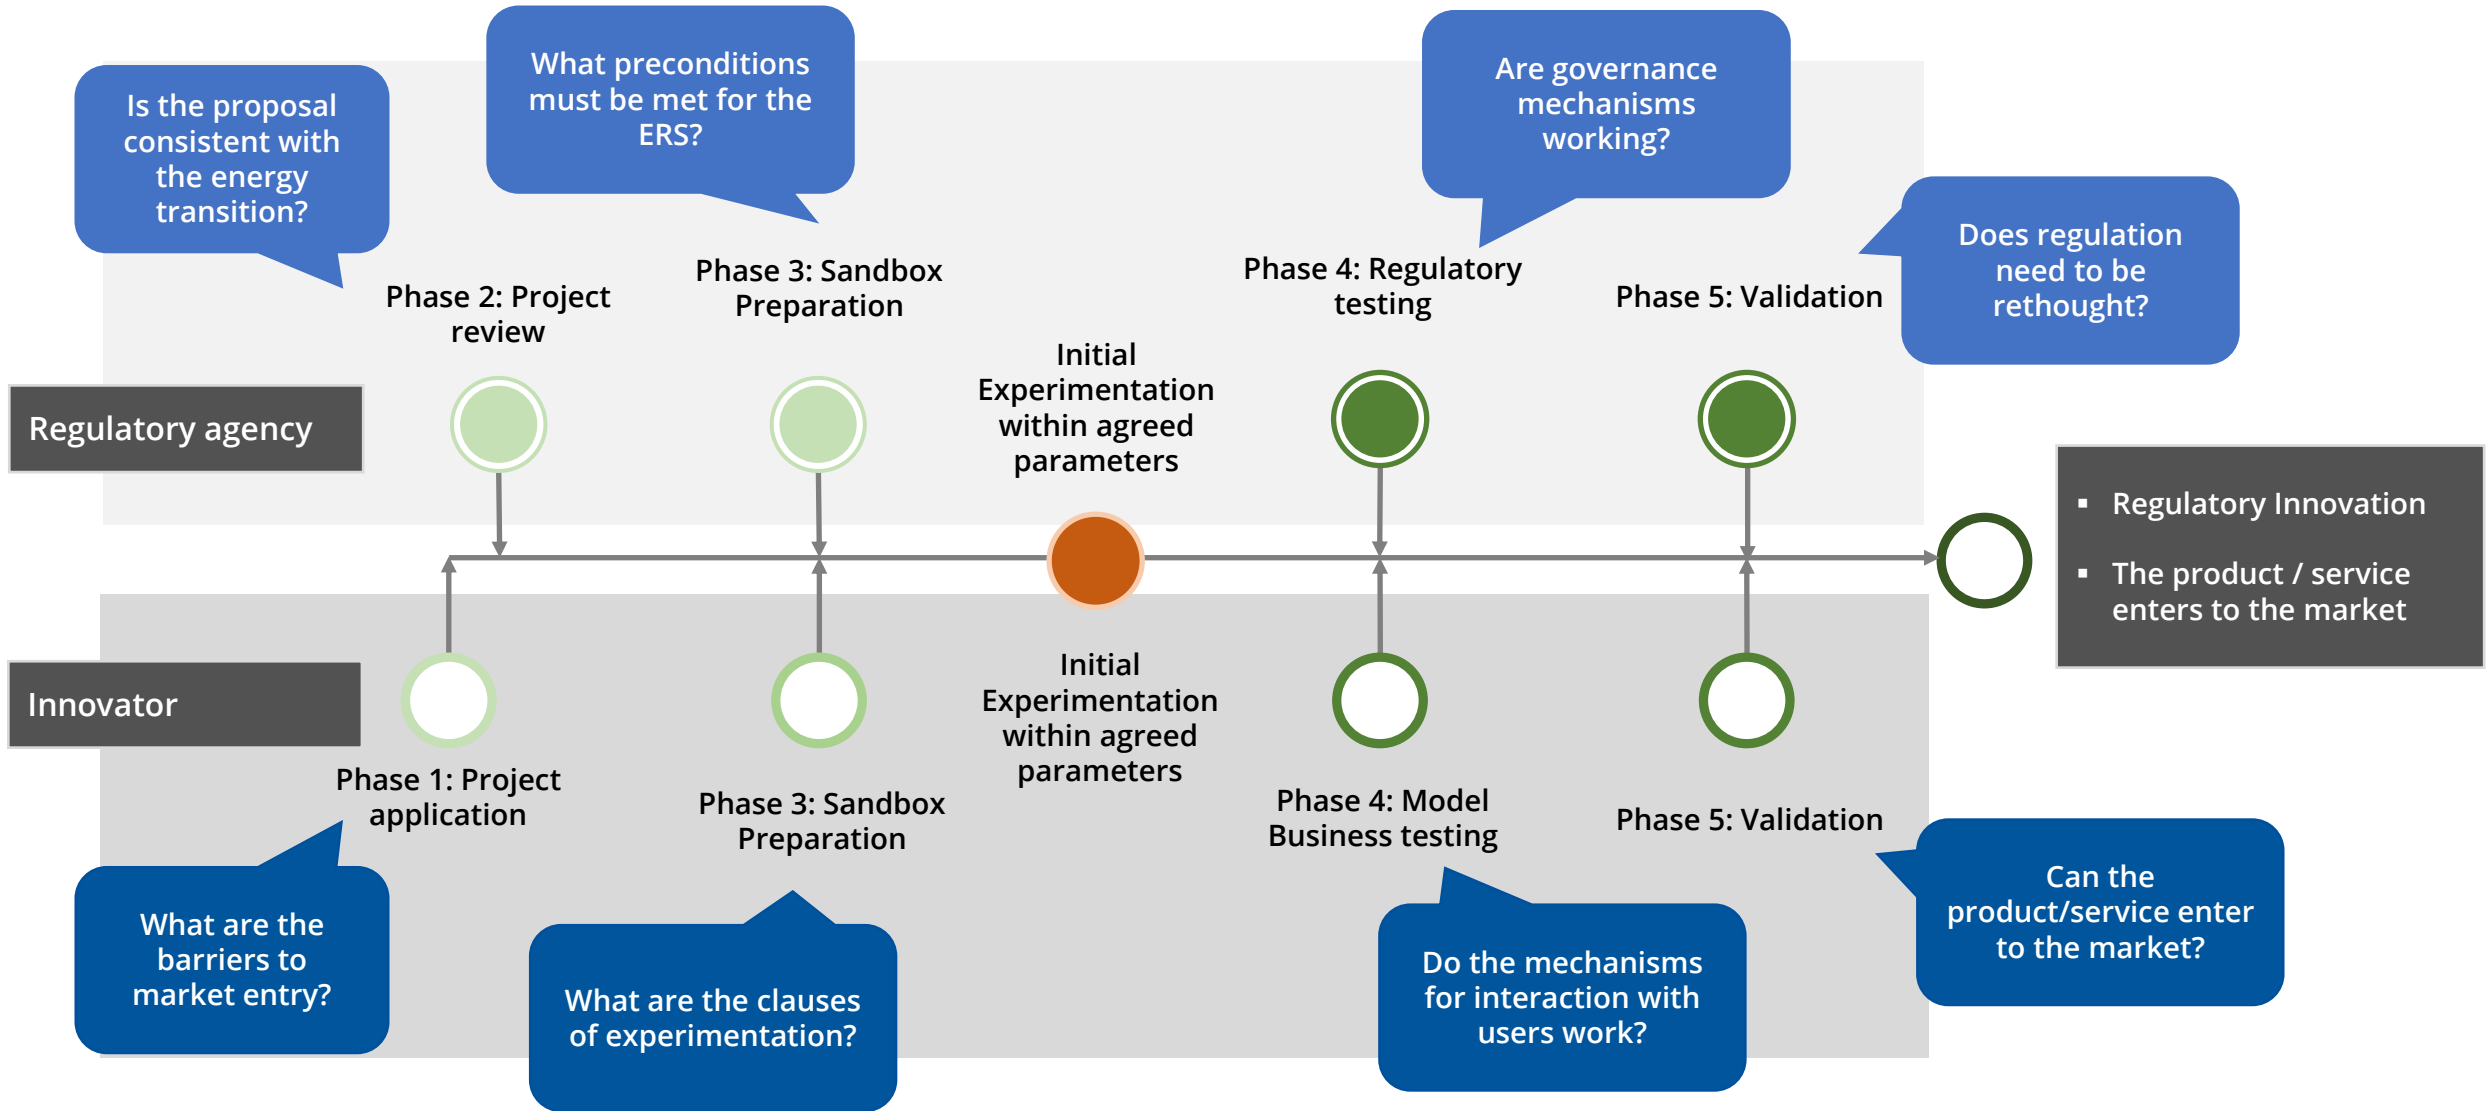 What preconditions
must be met for the
ERS?
Are governance
mechanisms
working?
Is the proposal
consistent with
the energy
transition?
Does regulation
need to be
rethought?
Phase 2: Project
review
Phase 3: Sandbox
Preparation
Phase 4: Regulatory
testing
Phase 5: Validation
Initial
Experimentation
within agreed
parameters
Regulatory agency
▪ Regulatory Innovation
▪ The product / service
enters to the market
Innovator
Initial
Experimentation
within agreed
parameters
Phase 1: Project
application
Phase 3: Sandbox
Preparation
Phase 4: Model
Business testing
Phase 5: Validation
What are the
barriers to
market entry?
What are the clauses
of experimentation?
Do the mechanisms
for interaction with
users work?
Can the
product/service enter
to the market?